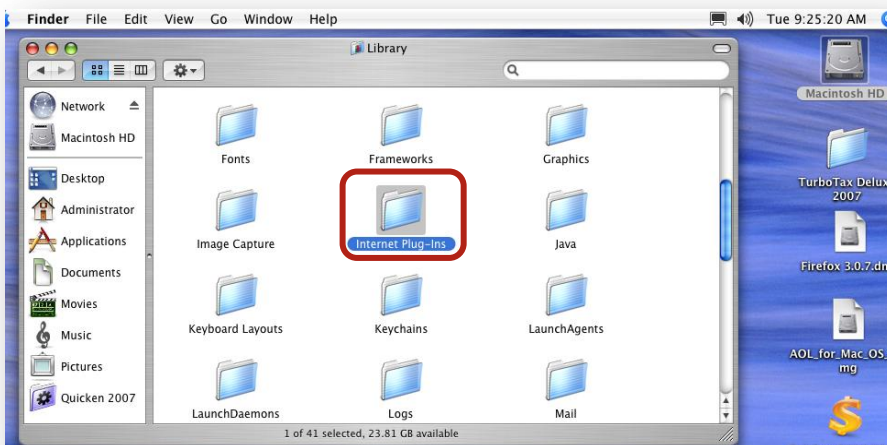 Finder File Edit View Go Window Help Tue 9:25:20 AM
Library
Network
Macintosh HD
Desktop
Administrator
Applications
Documents
Movies
Music
Pictures
Quicken 2007
Fonts Frameworks Graphics
Image Capture Internet Plug-Ins Java
Keyboard Layouts Keychains LaunchAgents
LaunchDaemons Logs Mail
1 of 41 selected, 23.81 GB available
Macintosh HD
TurboTax Delux
2007
Firefox 3.0.7.dm
AOL_for_Mac_OS_
mg